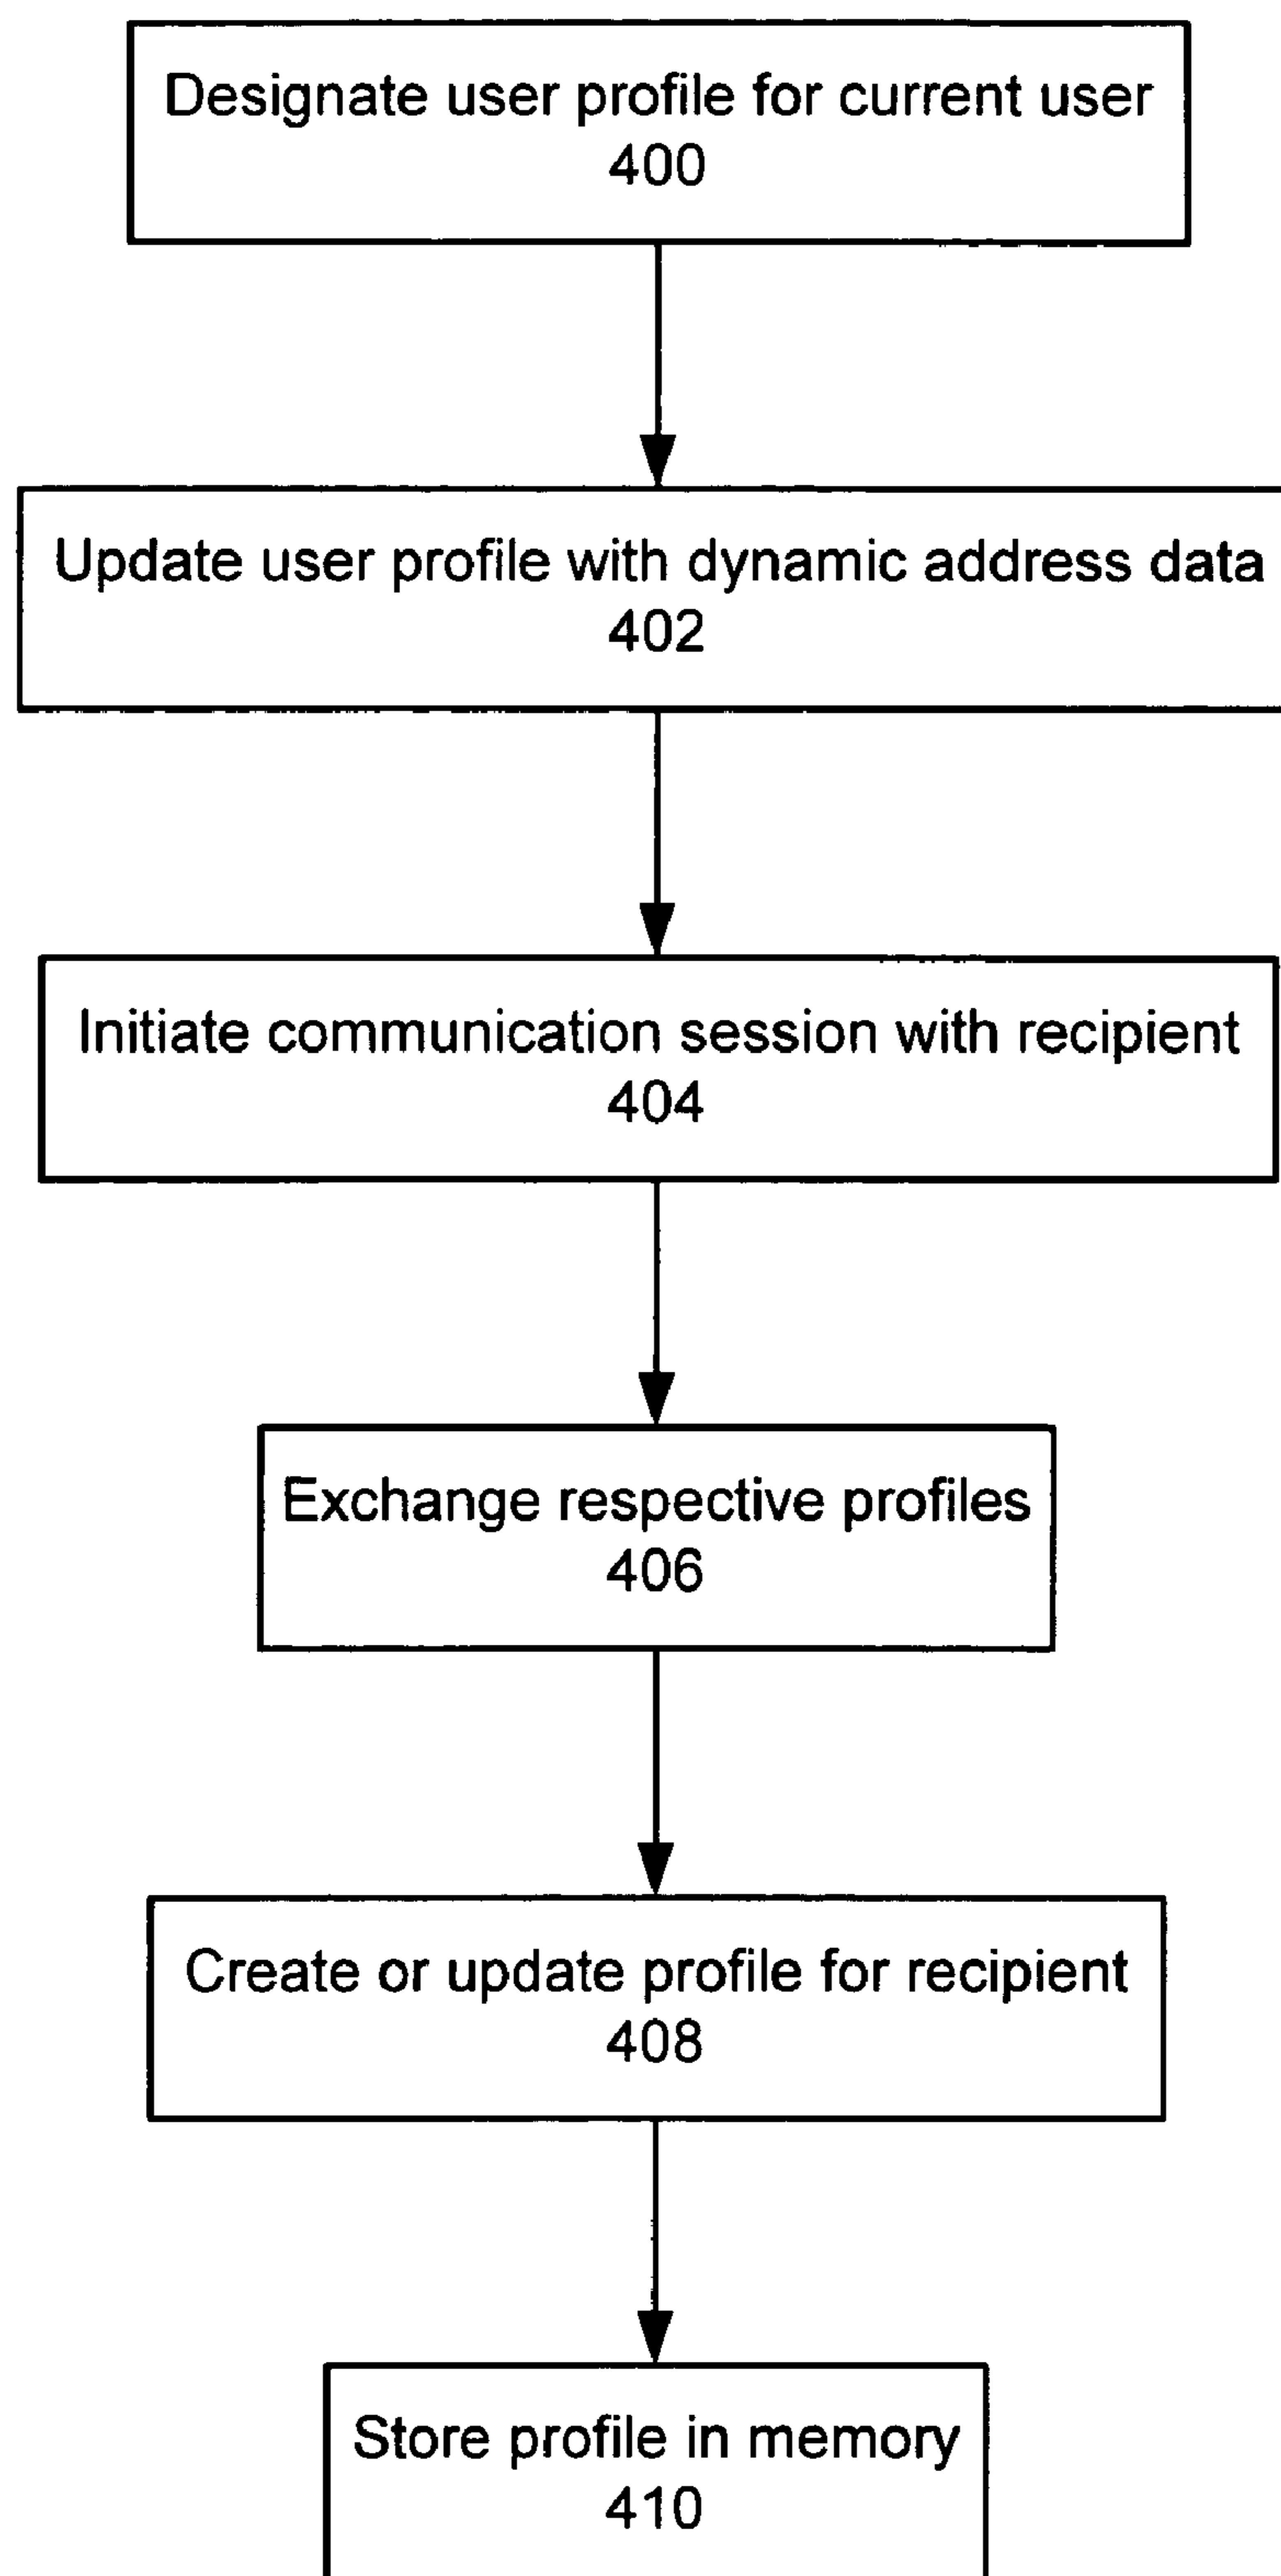 Designate user profile for current user
400
Update user profile with dynamic address data
402
Initiate communication session with recipient
404
Exchange respective profiles
406
Create or update profile for recipient
408
Store profile in memory
410